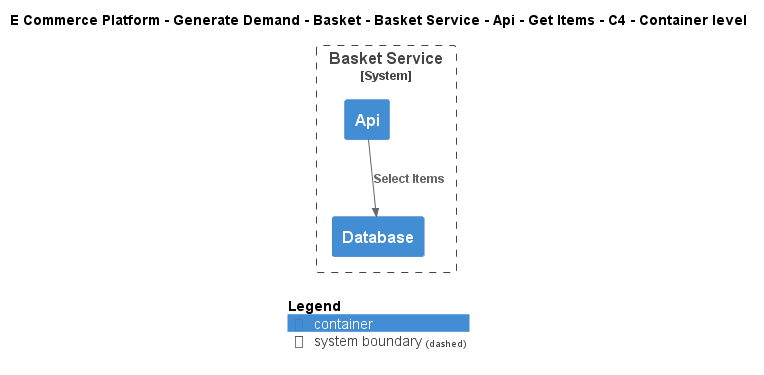 E Commerce Platform - Generate Demand - Basket - Basket Service - Api - Get Items - C4 - Container level
Basket Service
[System]
Api
Select Items
Database
Legend
container
system boundary (dashed)